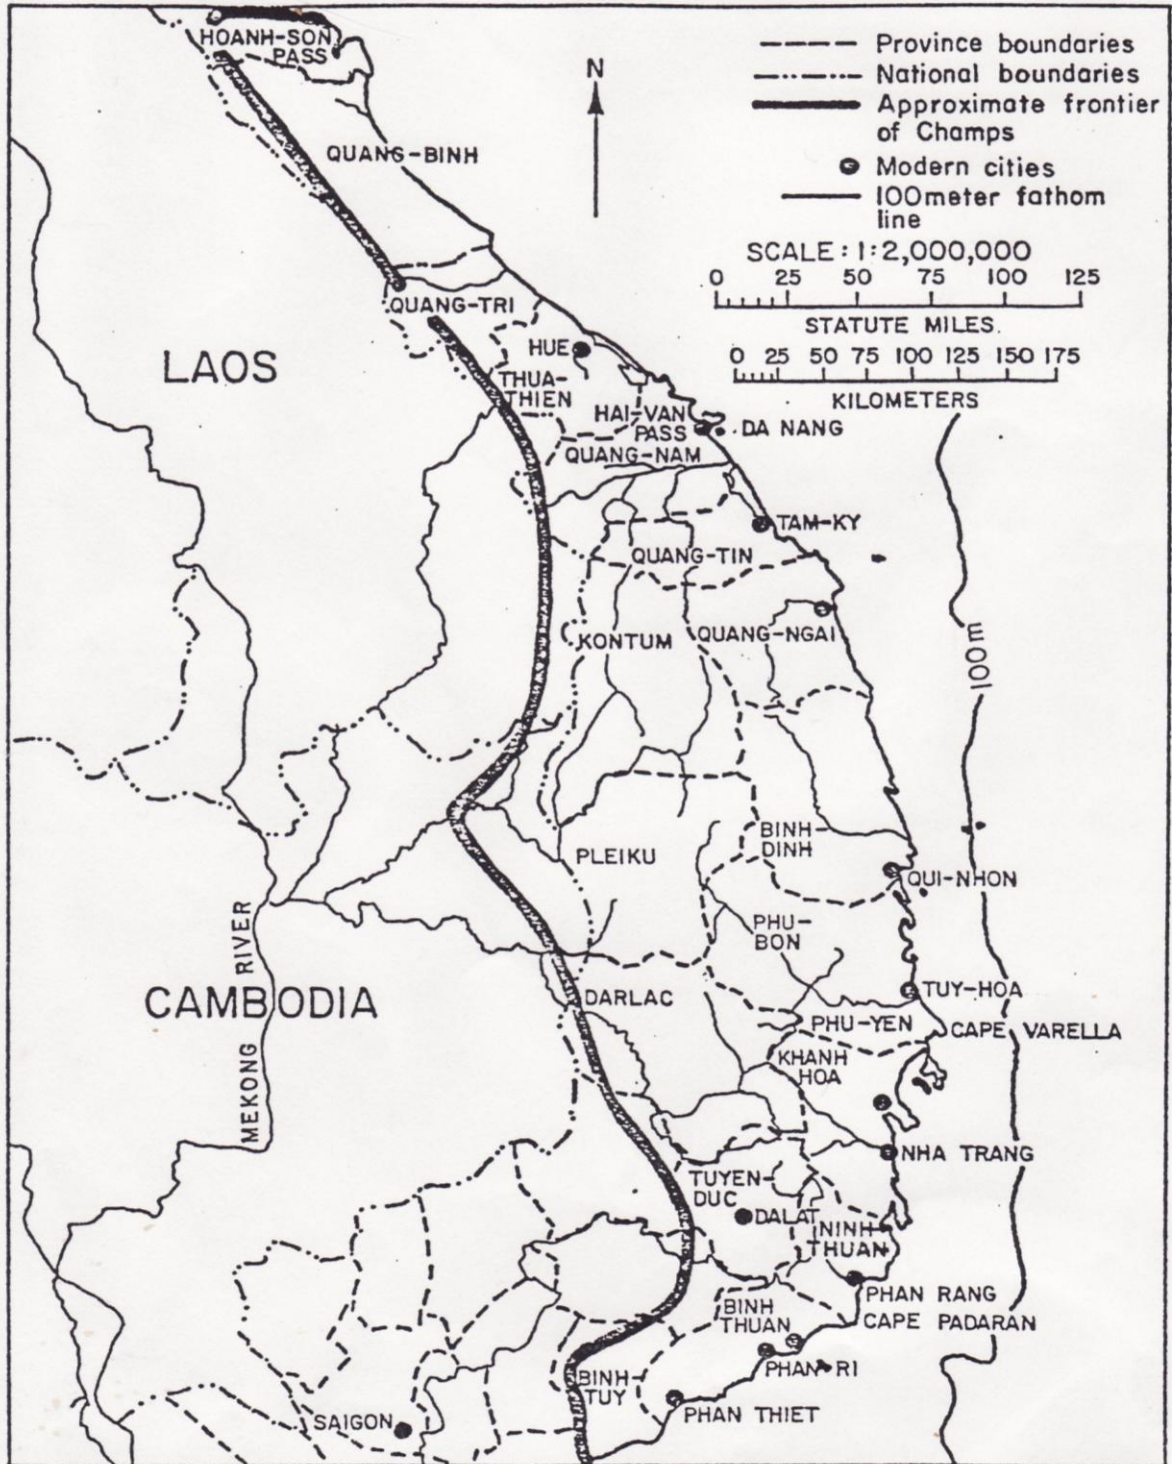 HOANH-SON
PASS
Province boundaries
National boundaries
Approximate frontier
of Champs
Modern cities
100meter fathom
line
SCALE : 1: 2,000,000
0 25 50 75 100 125
STATUTE MILES.
0 25 50 75 100 125 150 175
KILOMETERS
N
QUANG-BINH
QUANG-TRI
LAOS
HUE
THUA-
THIEN
HAI-VAN
PASS
DA NANG
QUANG-NAM
TAM-KY
QUANG-TIN
KONTUM
QUANG-NGAI
100m
BINH-
DINH
PLEIKU
QUI-NHON
PHU-
BON
MEKONG RIVER
CAMBODIA
DARLAC
TUY-HOA
PHU-YEN
CAPE VARELLA
KHANH
HOA
NHA TRANG
TUYEN-
DUC
DALAT
NINH-
THUAN
PHAN RANG
CAPE PADARAN
BINH
THUAN
PHAN RI
BINH-
TUY
PHAN THIET
SAIGON